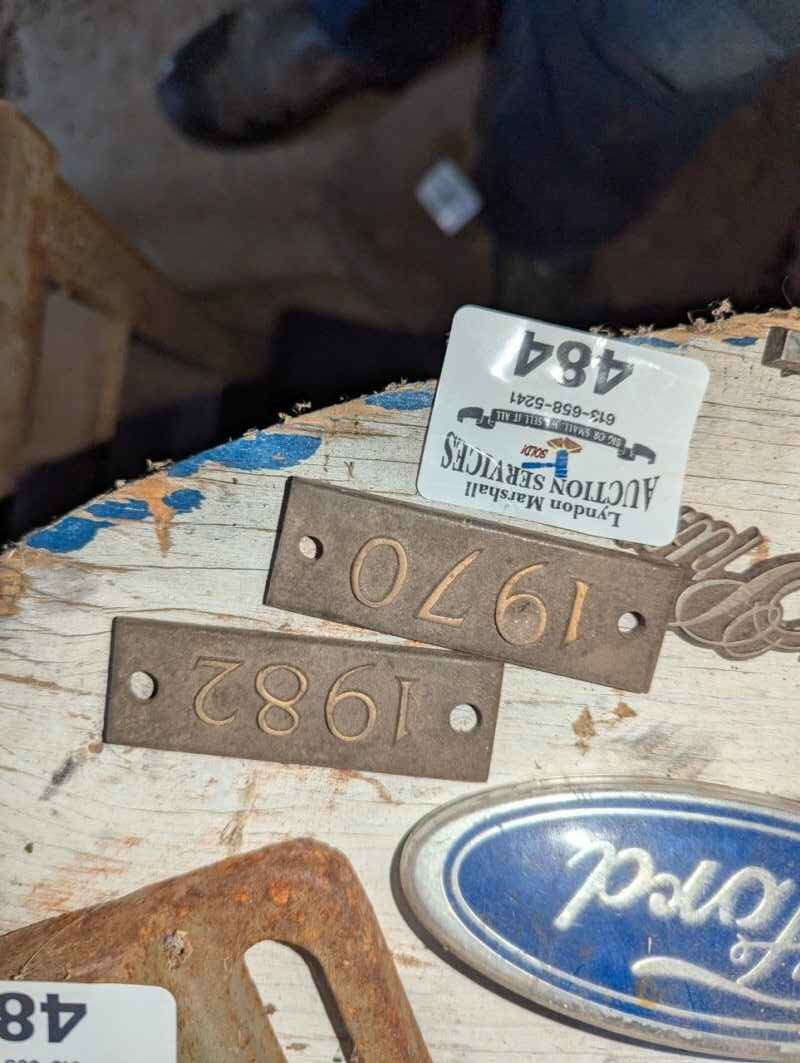 Lyndon Marshall
AUCTION SERVICES
SOLD!
BIG OR SMALL, WE SELL IT ALL
613-658-5241
484
1970
1982
Ford
48